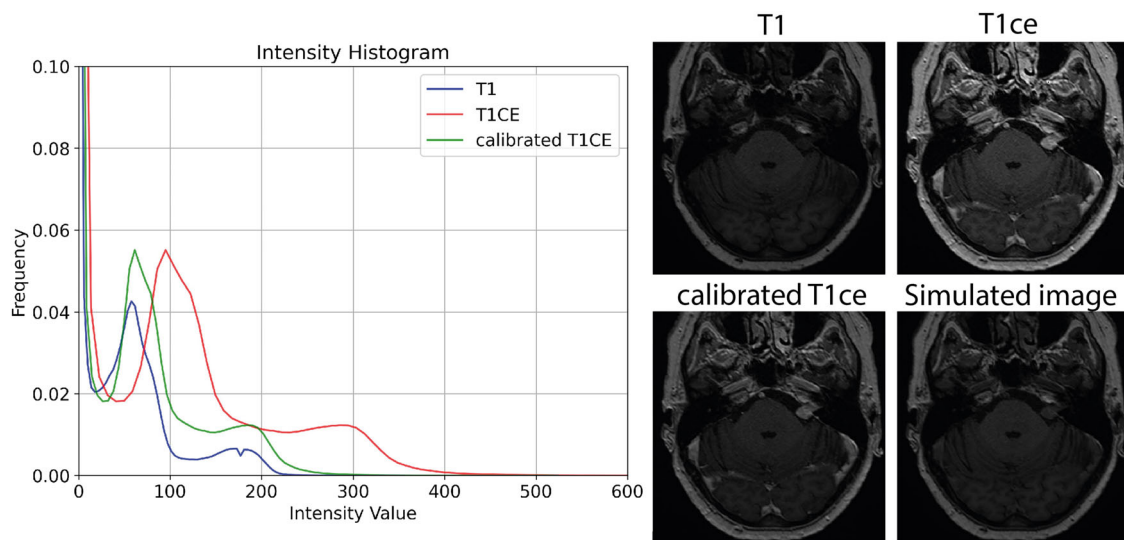 Intensity Histogram
T1
T1CE
calibrated T1CE
Frequency
0.10
0.08
0.06
0.04
0.02
0.00
0 100 200 300 400 500 600
Intensity Value
T1 T1ce
calibrated T1ce Simulated image